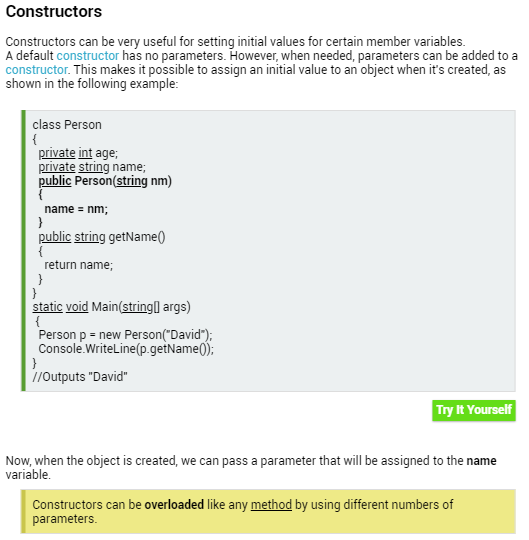 Constructors
Constructors can be very useful for setting initial values for certain member variables.
A default constructor has no parameters. However, when needed, parameters can be added to a
constructor. This makes it possible to assign an initial value to an object when it's created, as
shown in the following example:
class Person
{
private int age;
private string name;
public Person(string nm)
{
name = nm;
}
public string getName()
{
return name;
}
}
static void Main(string[] args)
{
Person p = new Person("David");
Console.WriteLine(p.getName());
}
//Outputs "David"
Try It Yourself
Now, when the object is created, we can pass a parameter that will be assigned to the name
variable.
Constructors can be overloaded like any method by using different numbers of
parameters.